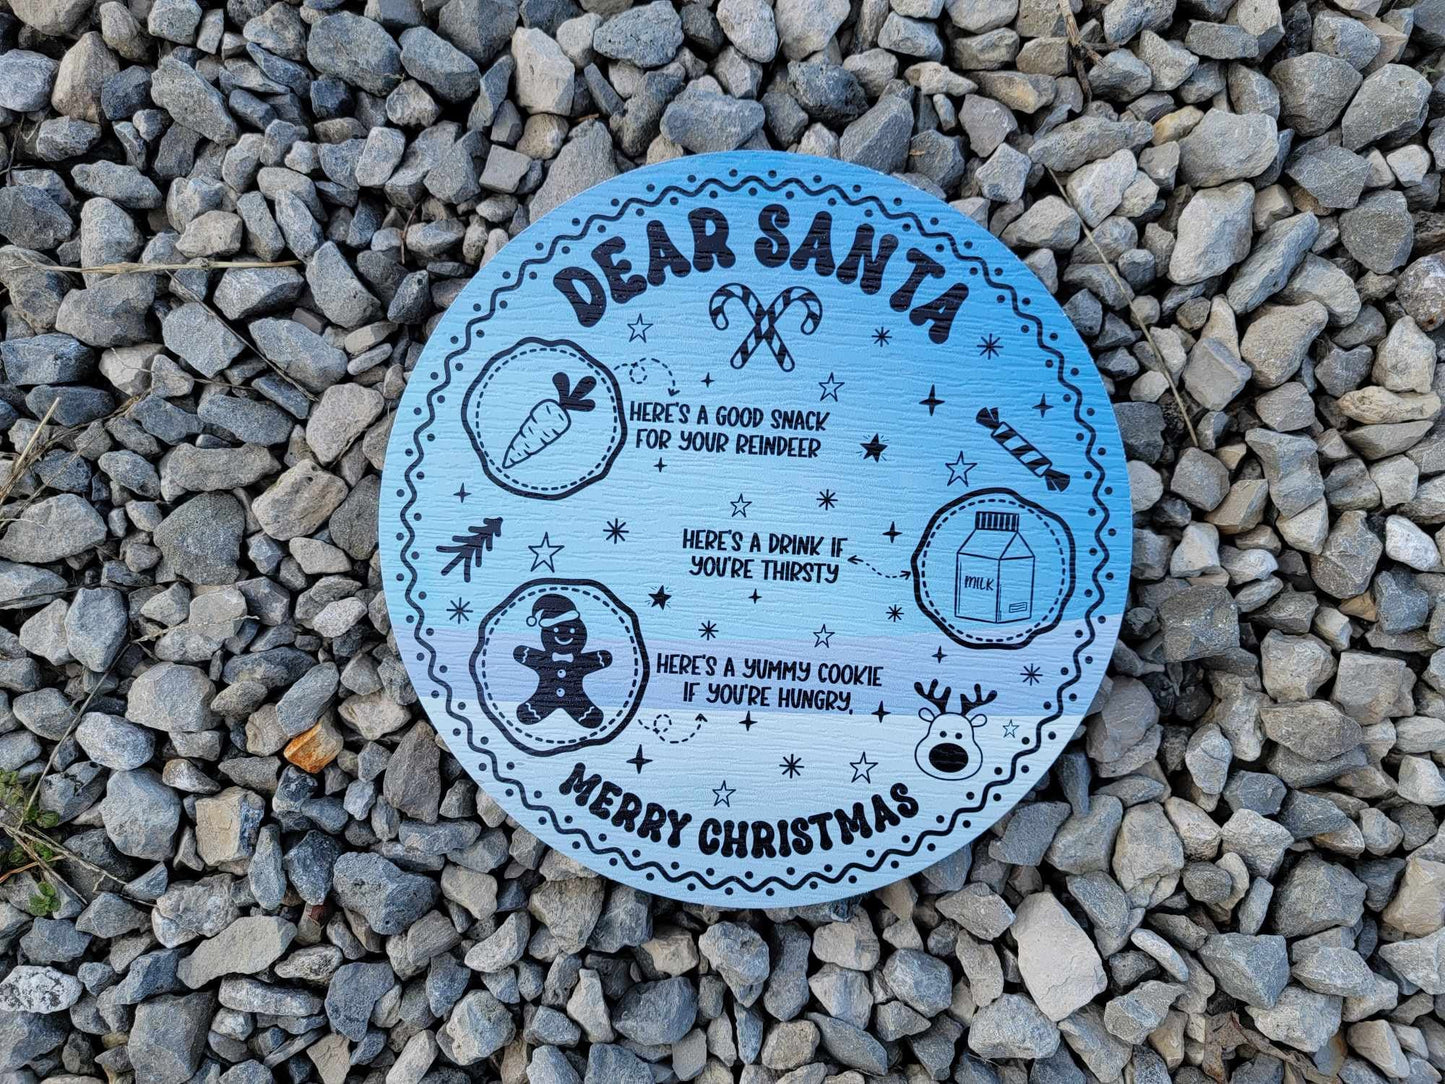 DEAR SANTA
HERE'S A GOOD SNACK
FOR YOUR REINDEER
HERE'S A DRINK IF
YOU'RE THIRSTY
MILK
HERE'S A YUMMY COOKIE
IF YOU'RE HUNGRY.
MERRY CHRISTMAS